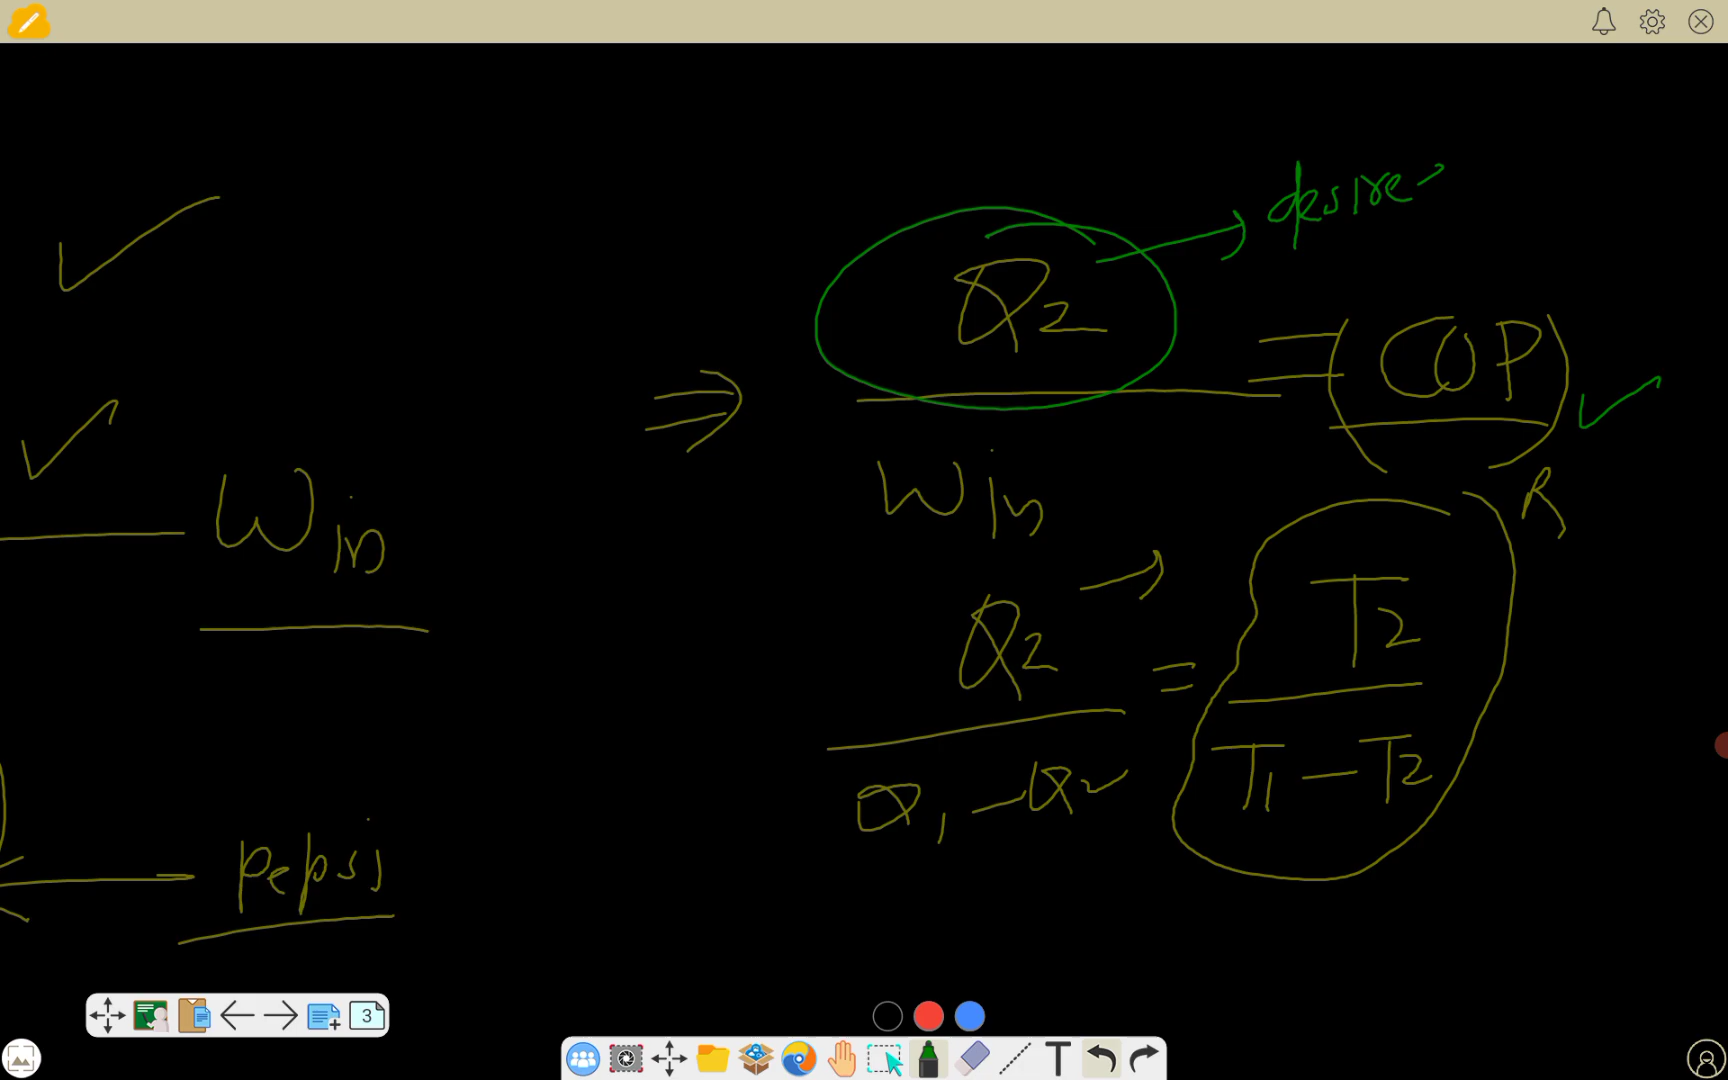 desire
Q2 = (COP)R
Win
Win
Q2 = T2
Q1 - Q2 T1 - T2
Pepsi
3
T